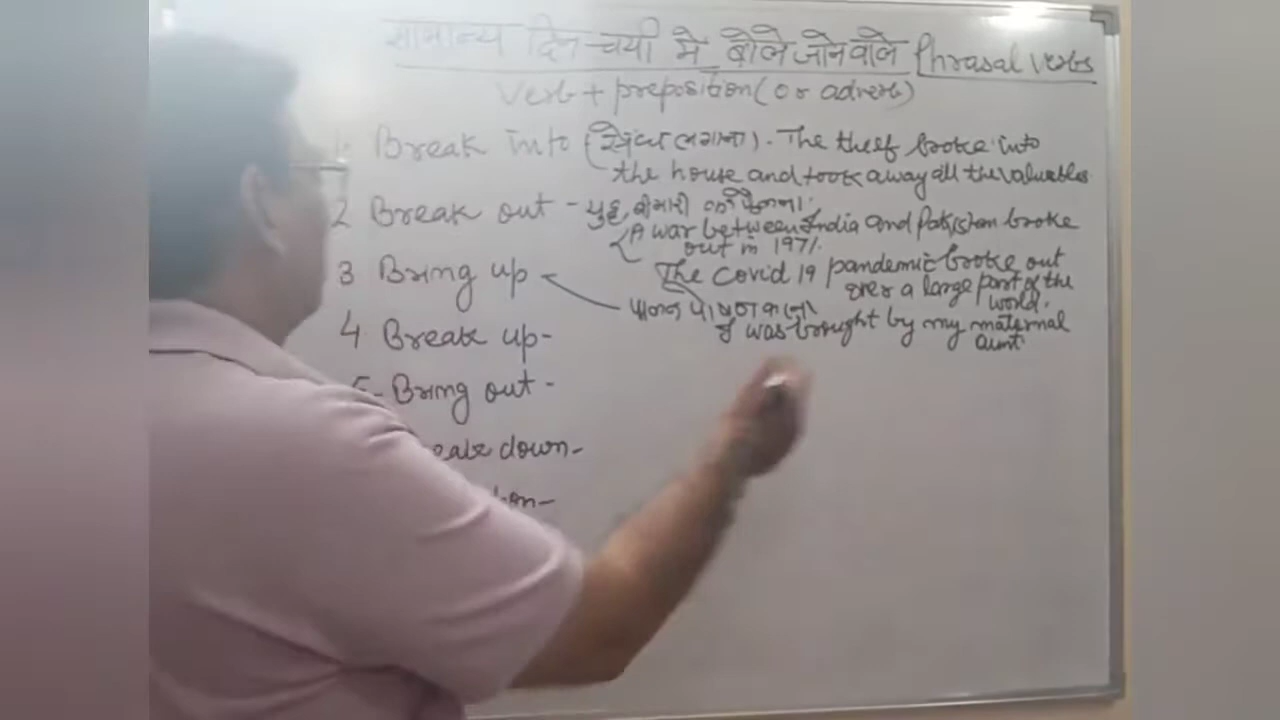 सामान्य दिनचर्या मे बोले जाने वाले Phrasal verbs
Verb + preposition (or adverb)
1. Break into (सेंध लगाना). The thief broke into
the house and took away all the valuables
2 Break out - युद्ध, बीमारी का फैलना।
A war between India and Pakistan broke
out in 1971.
The Covid 19 pandemic broke out
over a large part of the
world.
3 Bring up
पालन पोषण करना
I was brought by my maternal
aunt
4 Break up-
5- Bring out-
down-